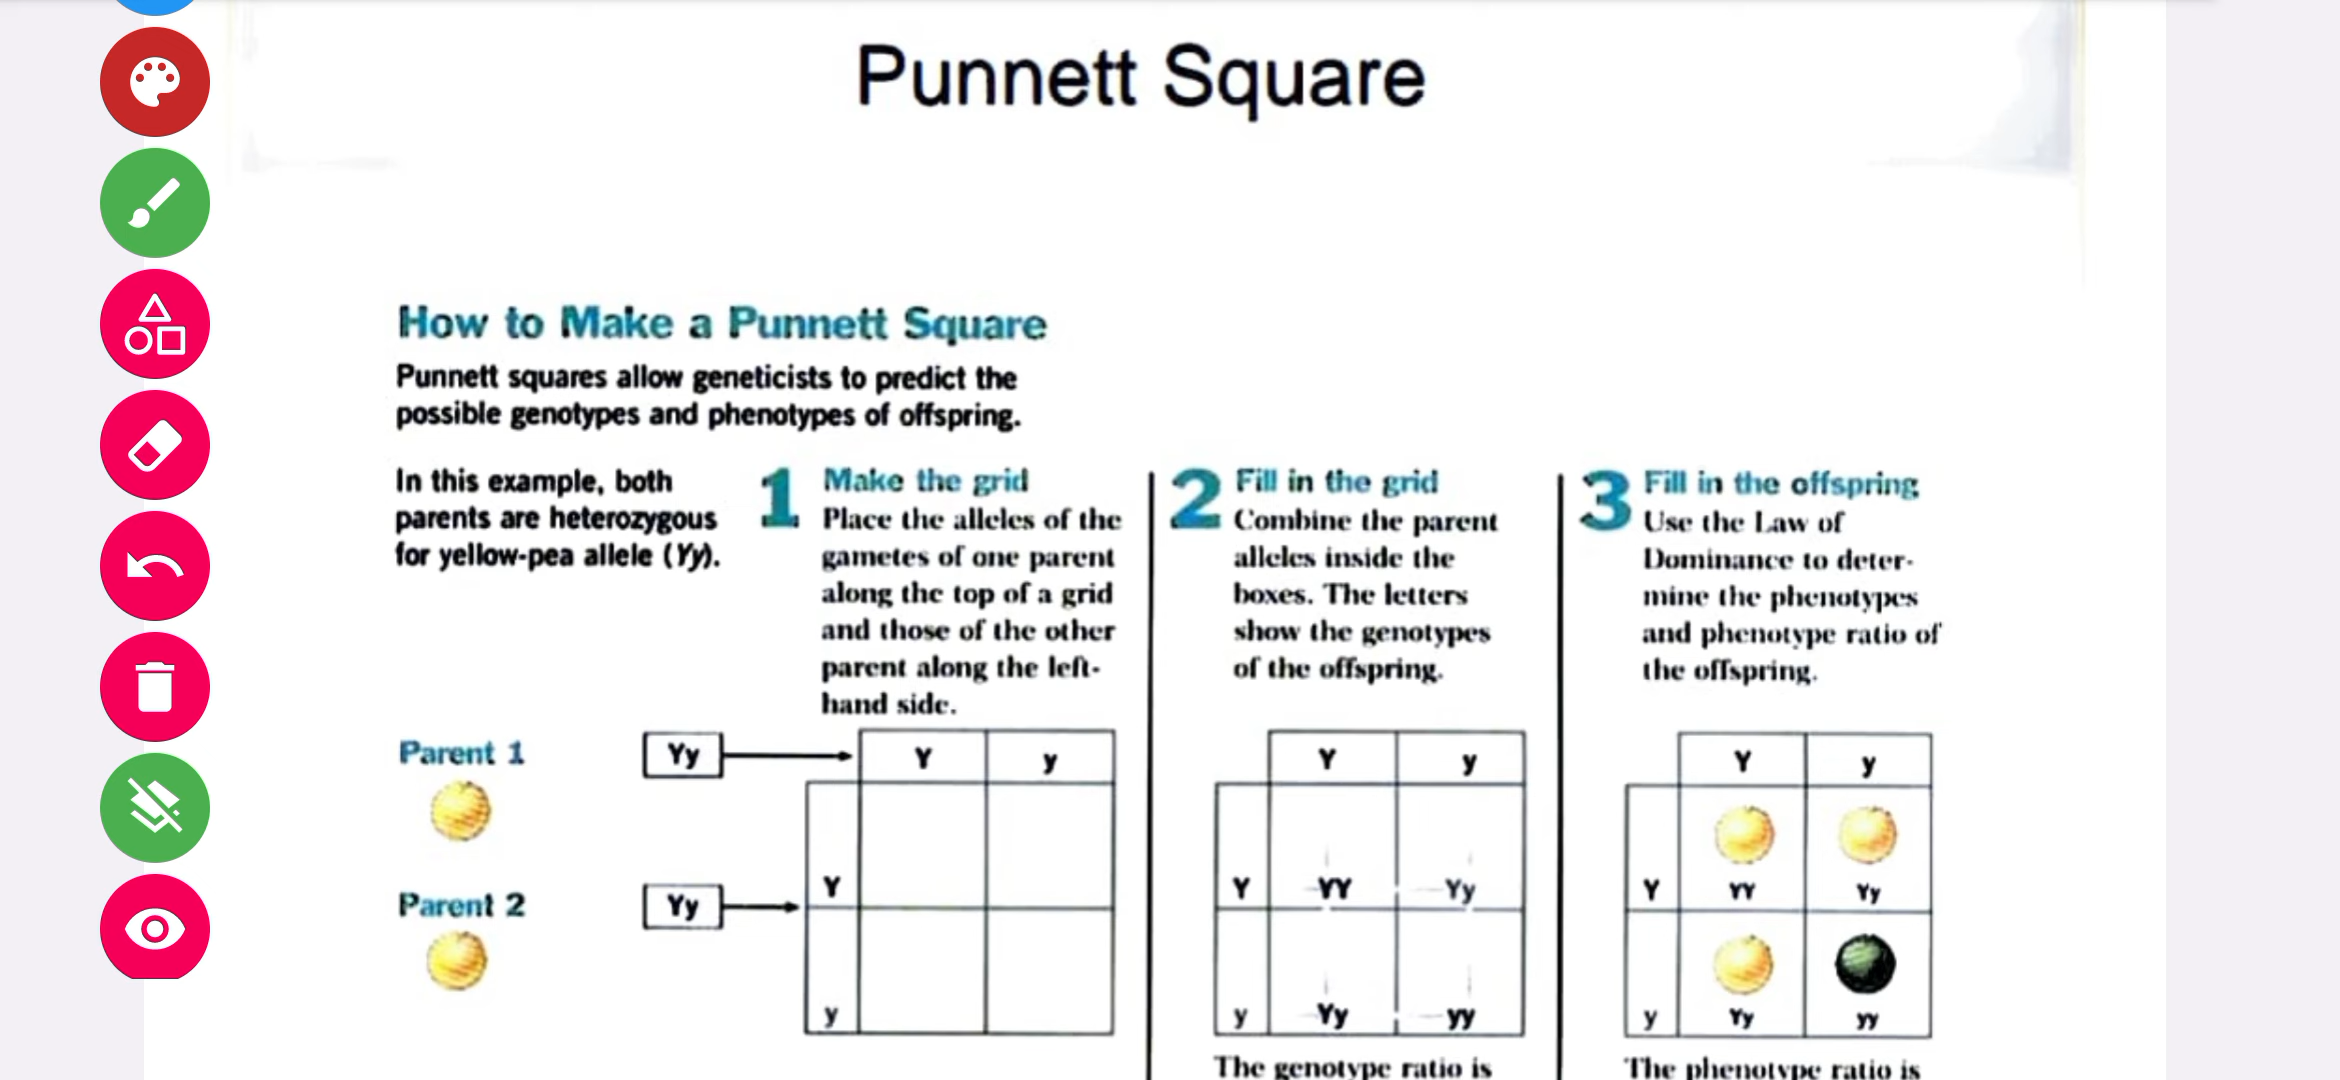 Punnett Square
How to Make a Punnett Square
Punnett squares allow geneticists to predict the
possible genotypes and phenotypes of offspring.
In this example, both
parents are heterozygous
for yellow-pea allele (Yy).
1 Make the grid
Place the alleles of the
gametes of one parent
along the top of a grid
and those of the other
parent along the left-
hand side.
2 Fill in the grid
Combine the parent
alleles inside the
boxes. The letters
show the genotypes
of the offspring.
3 Fill in the offspring
Use the Law of
Dominance to deter-
mine the phenotypes
and phenotype ratio of
the offspring.
Parent 1
Yy
Parent 2
Yy
Y y
Y
y
Y y
Y YY Yy
y Yy yy
The genotype ratio is
Y y
Y YY Yy
y Yy yy
The phenotype ratio is